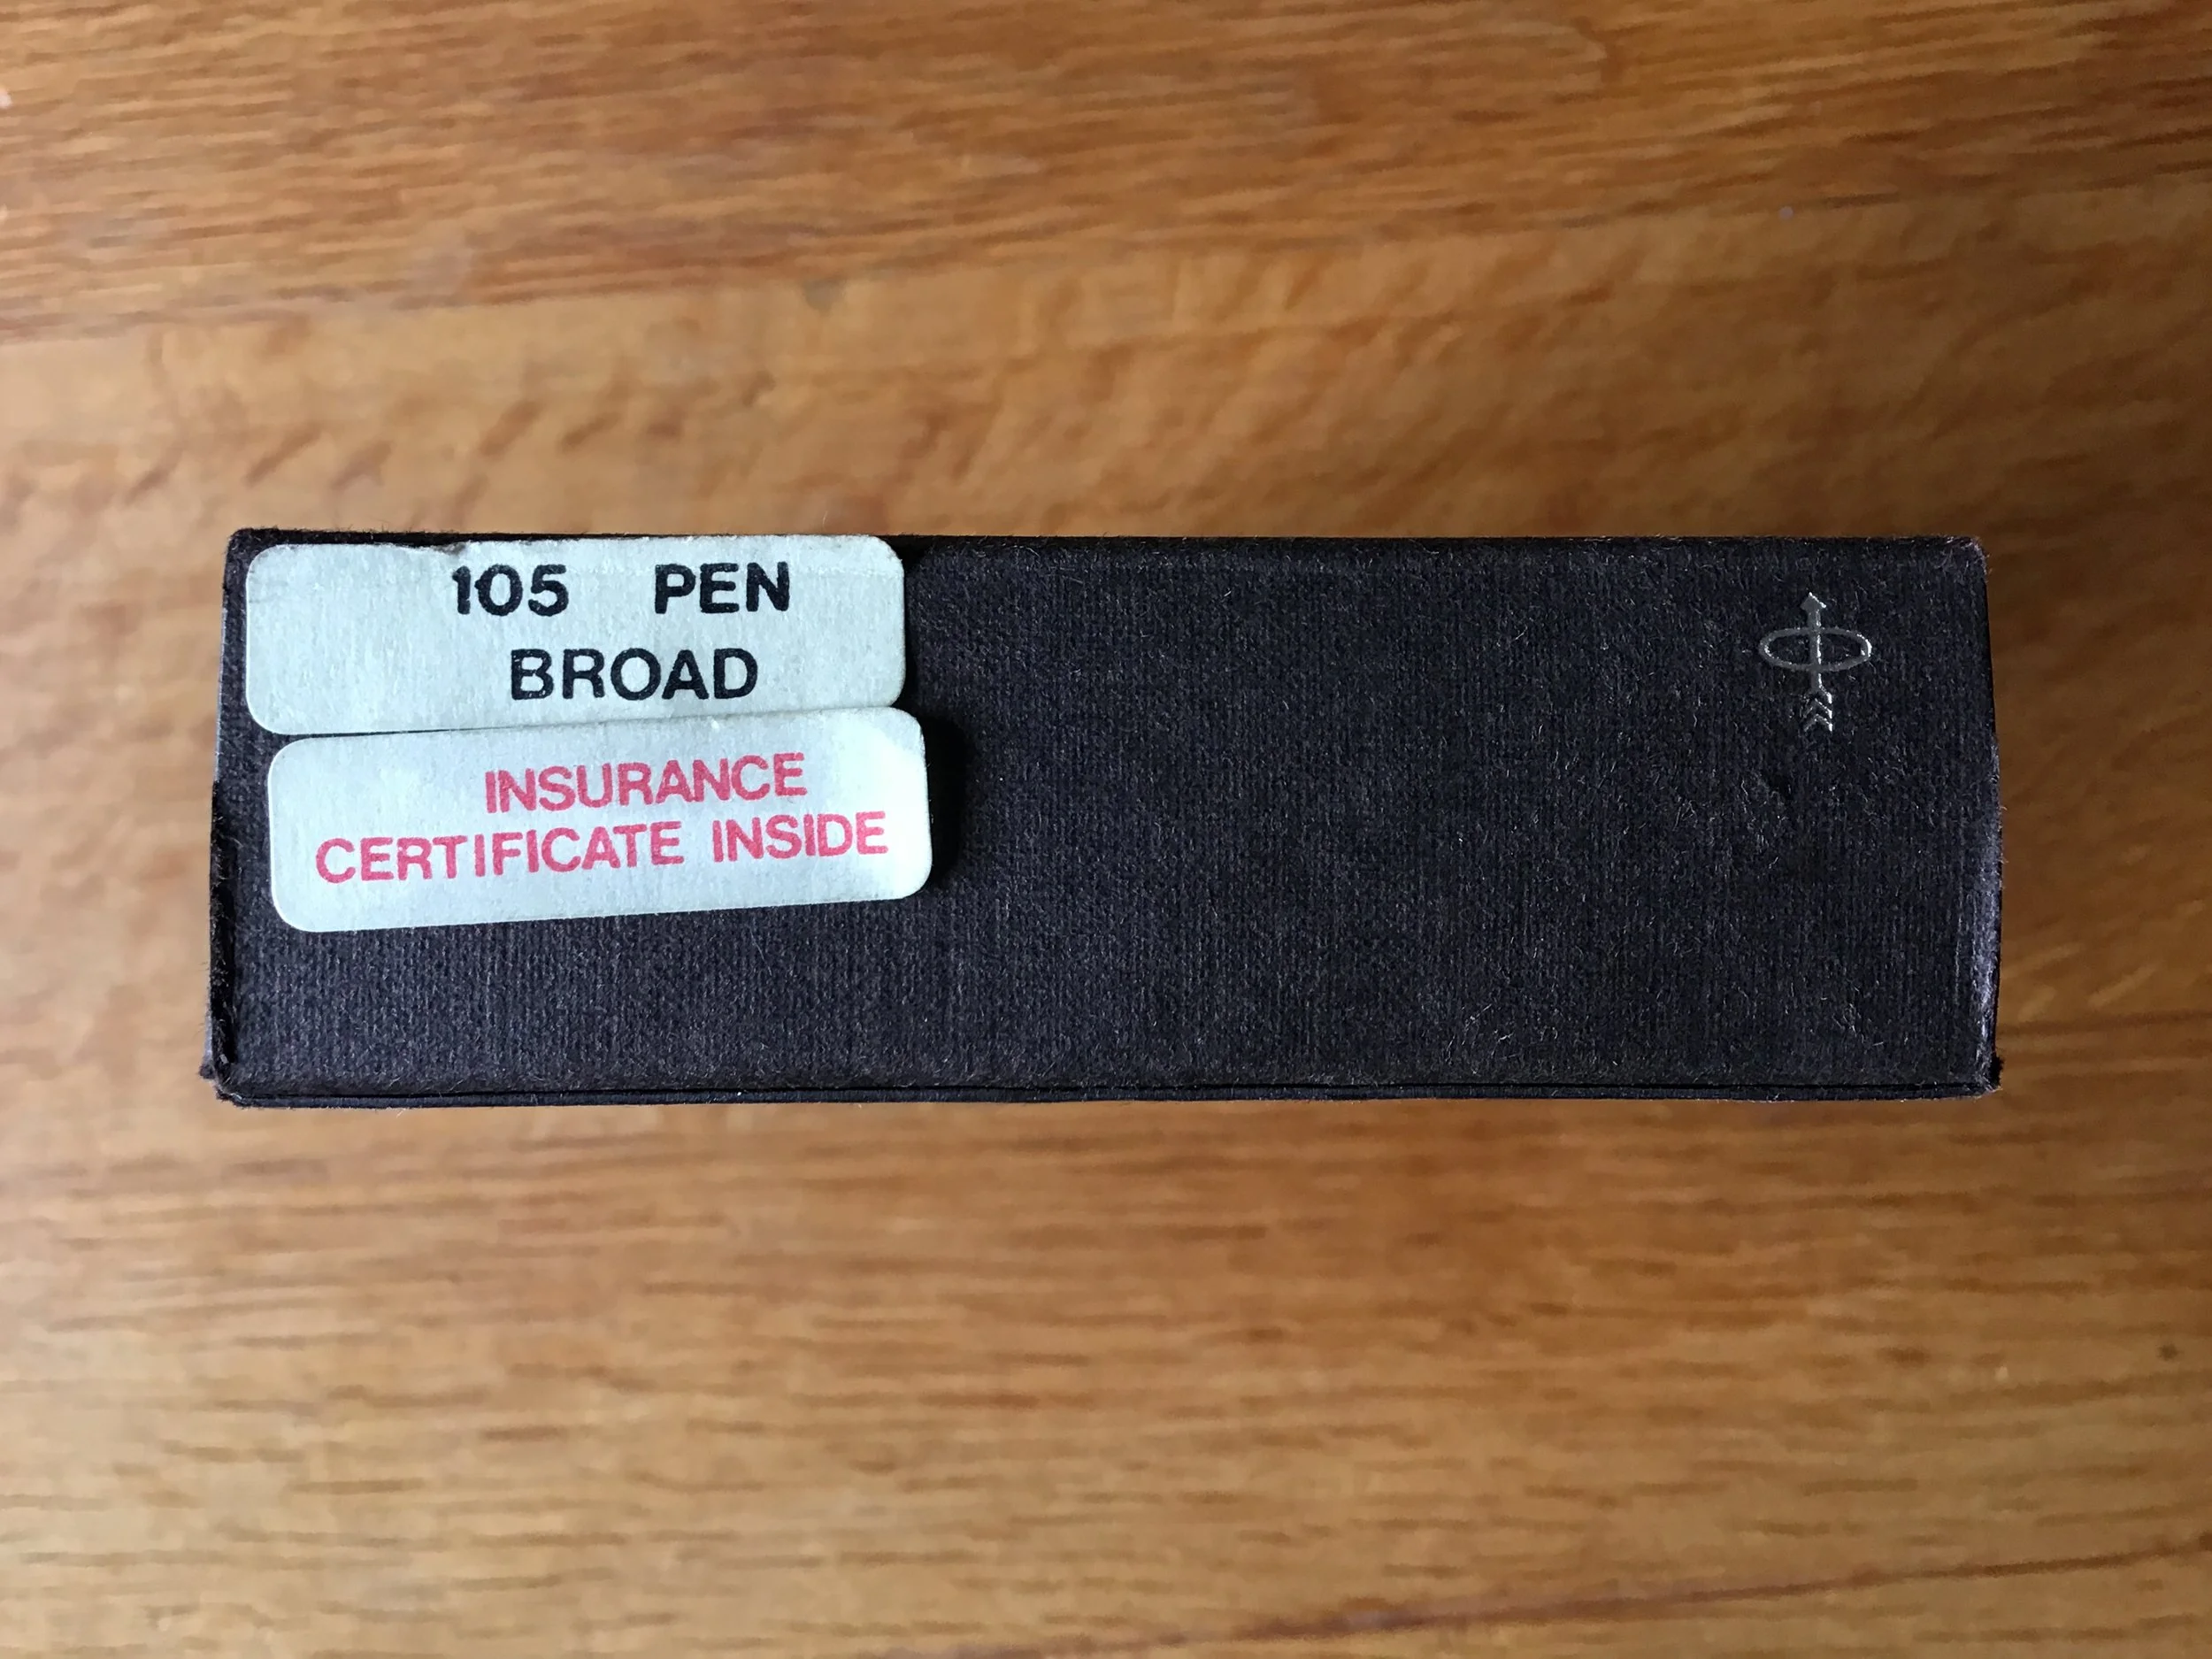 105 PEN
BROAD
INSURANCE
CERTIFICATE INSIDE